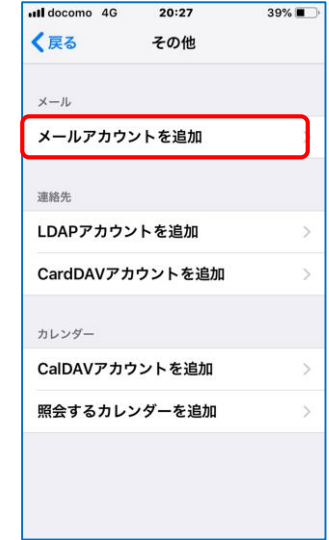 docomo 4G 20:27 39%
戻る その他
メール
メールアカウントを追加
連絡先
LDAPアカウントを追加
CardDAVアカウントを追加
カレンダー
CalDAVアカウントを追加
照会するカレンダーを追加